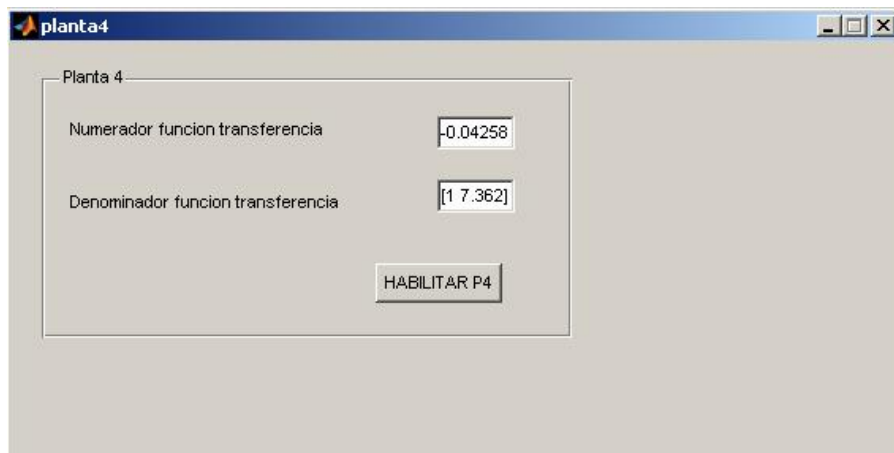 planta4
Planta 4
Numerador funcion transferencia
-0.04258
Denominador funcion transferencia
[1 7.362]
HABILITAR P4